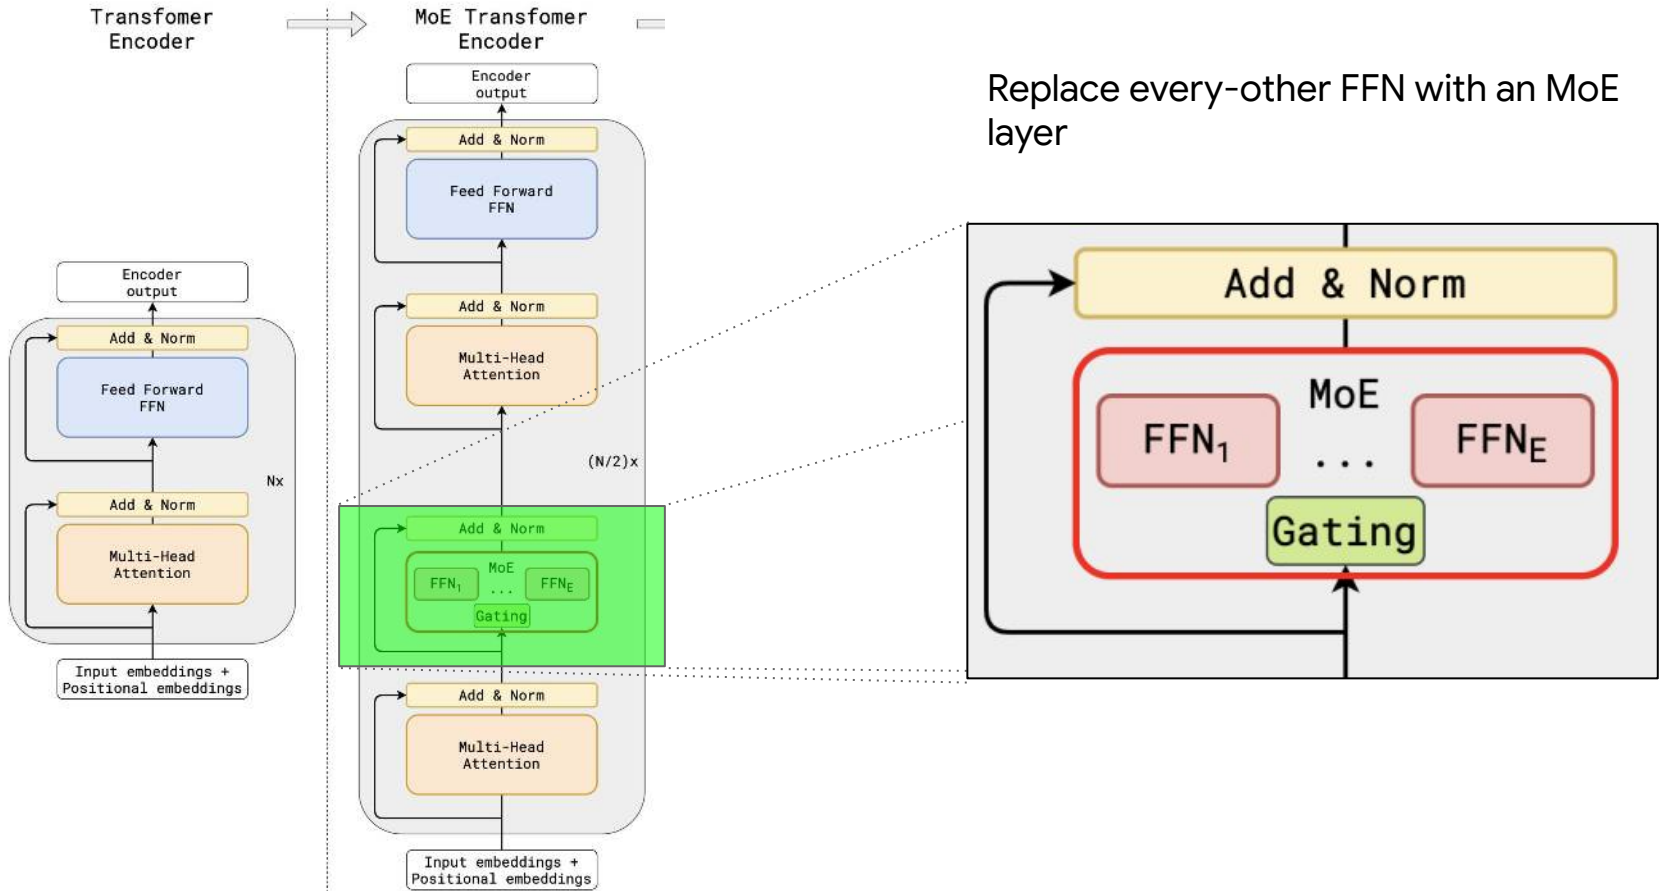 Transfomer
Encoder
Encoder
output
Add & Norm
Feed Forward
FFN
Nx
Add & Norm
Multi-Head
Attention
Input embeddings +
Positional embeddings
MoE Transfomer
Encoder
Encoder
output
Add & Norm
Feed Forward
FFN
Add & Norm
Multi-Head
Attention
(N/2)x
Add & Norm
MoE
FFN₁ ... FFN_E
Gating
Add & Norm
Multi-Head
Attention
Input embeddings +
Positional embeddings
Replace every-other FFN with an MoE
layer
Add & Norm
MoE
FFN₁ ... FFN_E
Gating